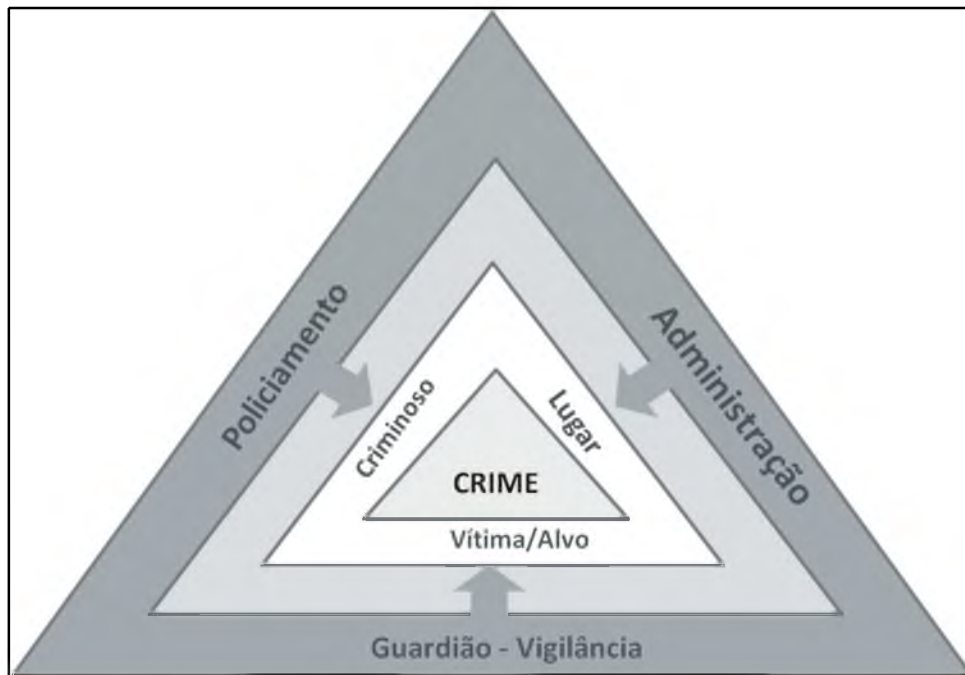 Policiamento
Administração
Criminoso
Lugar
CRIME
Vítima/Alvo
Guardião - Vigilância